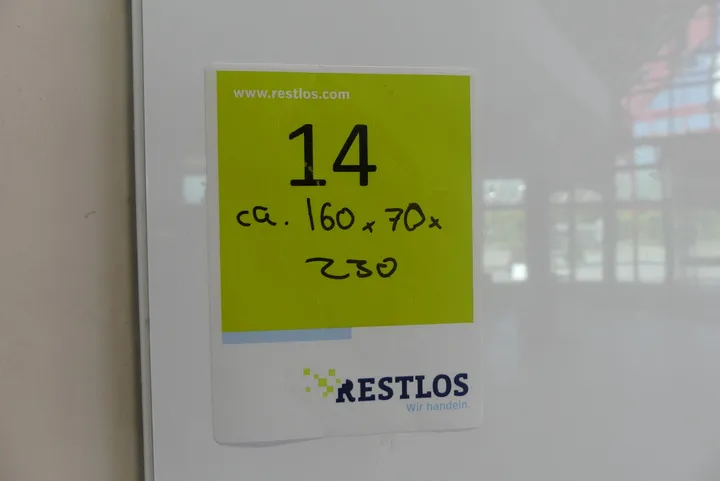 www.restlos.com
14
ca. 160 x 70 x
230
RESTLOS
Wir handeln.